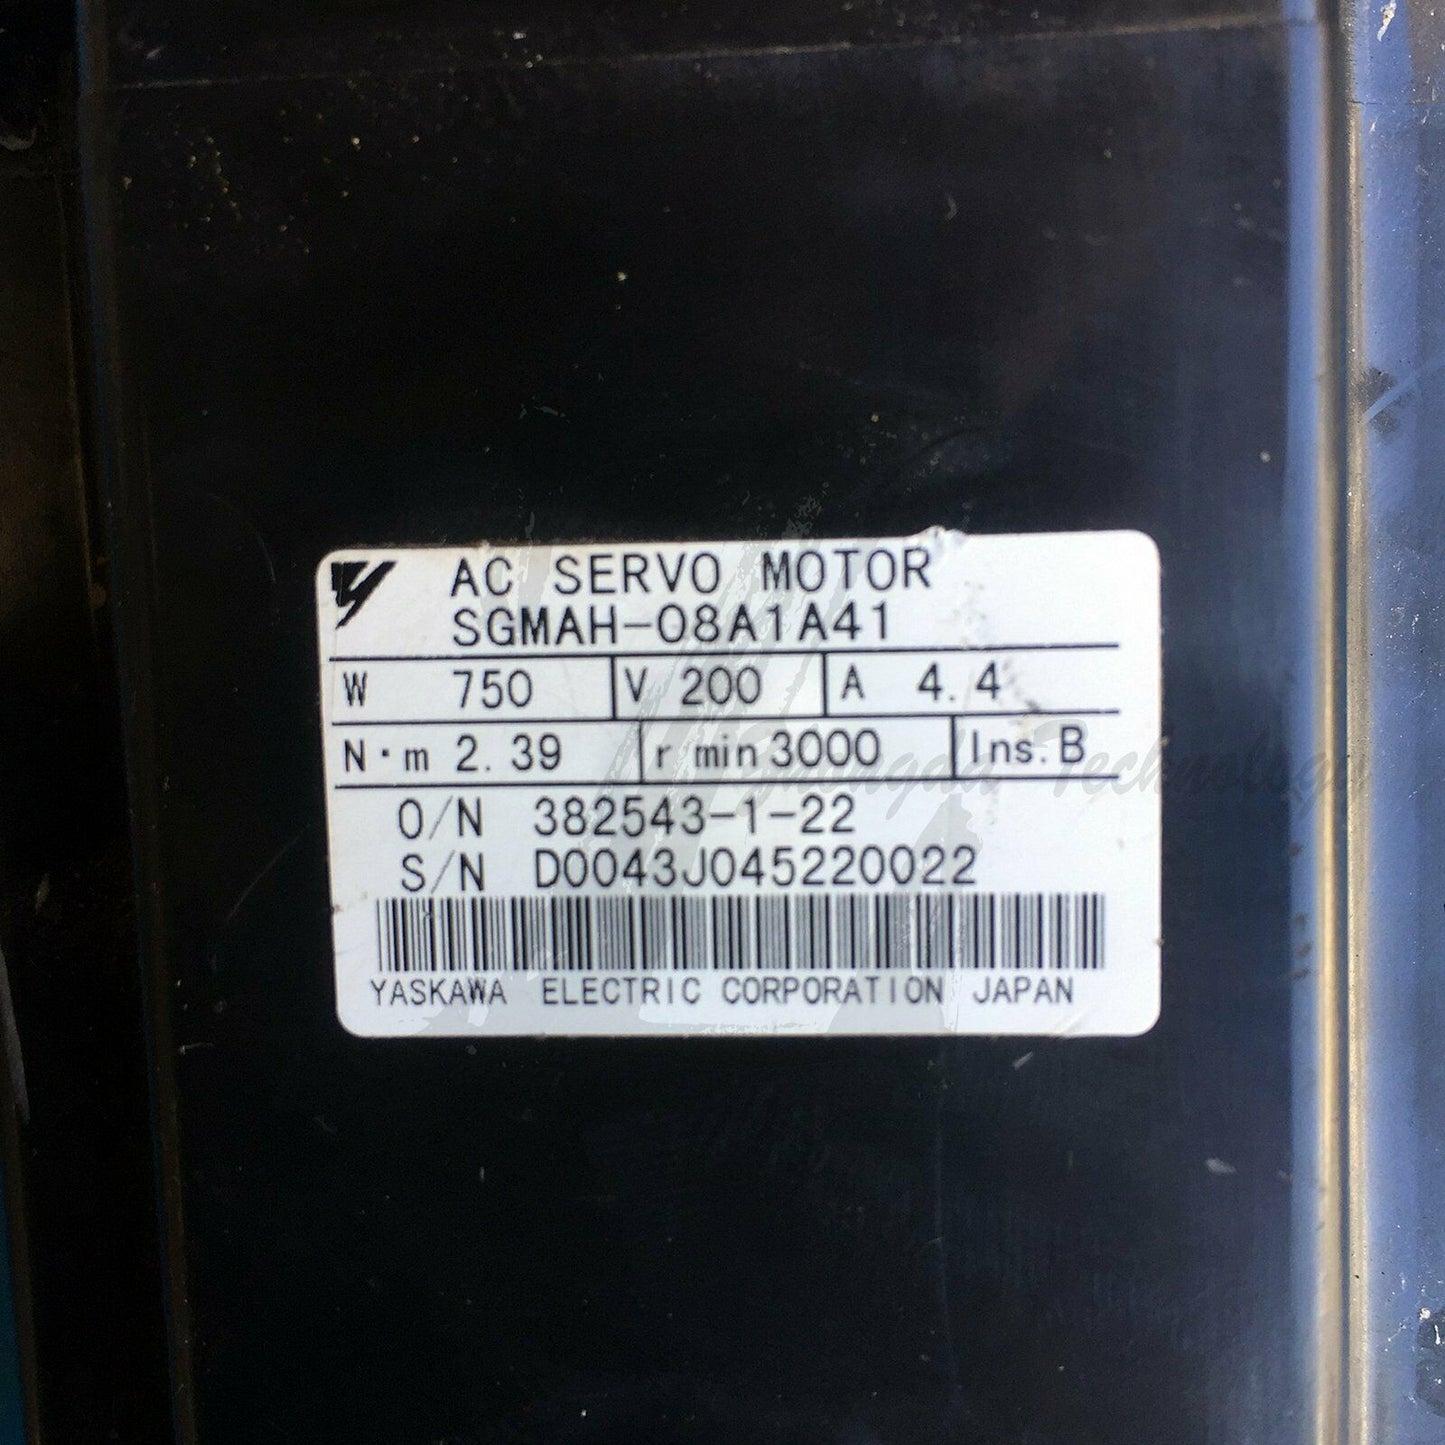 AC SERVO MOTOR
SGMAH-08A1A41
W 750 V 200 A 4.4
N·m 2.39 r min 3000 Ins. B
O/N 382543-1-22
S/N D0043J045220022
YASKAWA ELECTRIC CORPORATION JAPAN
Technology